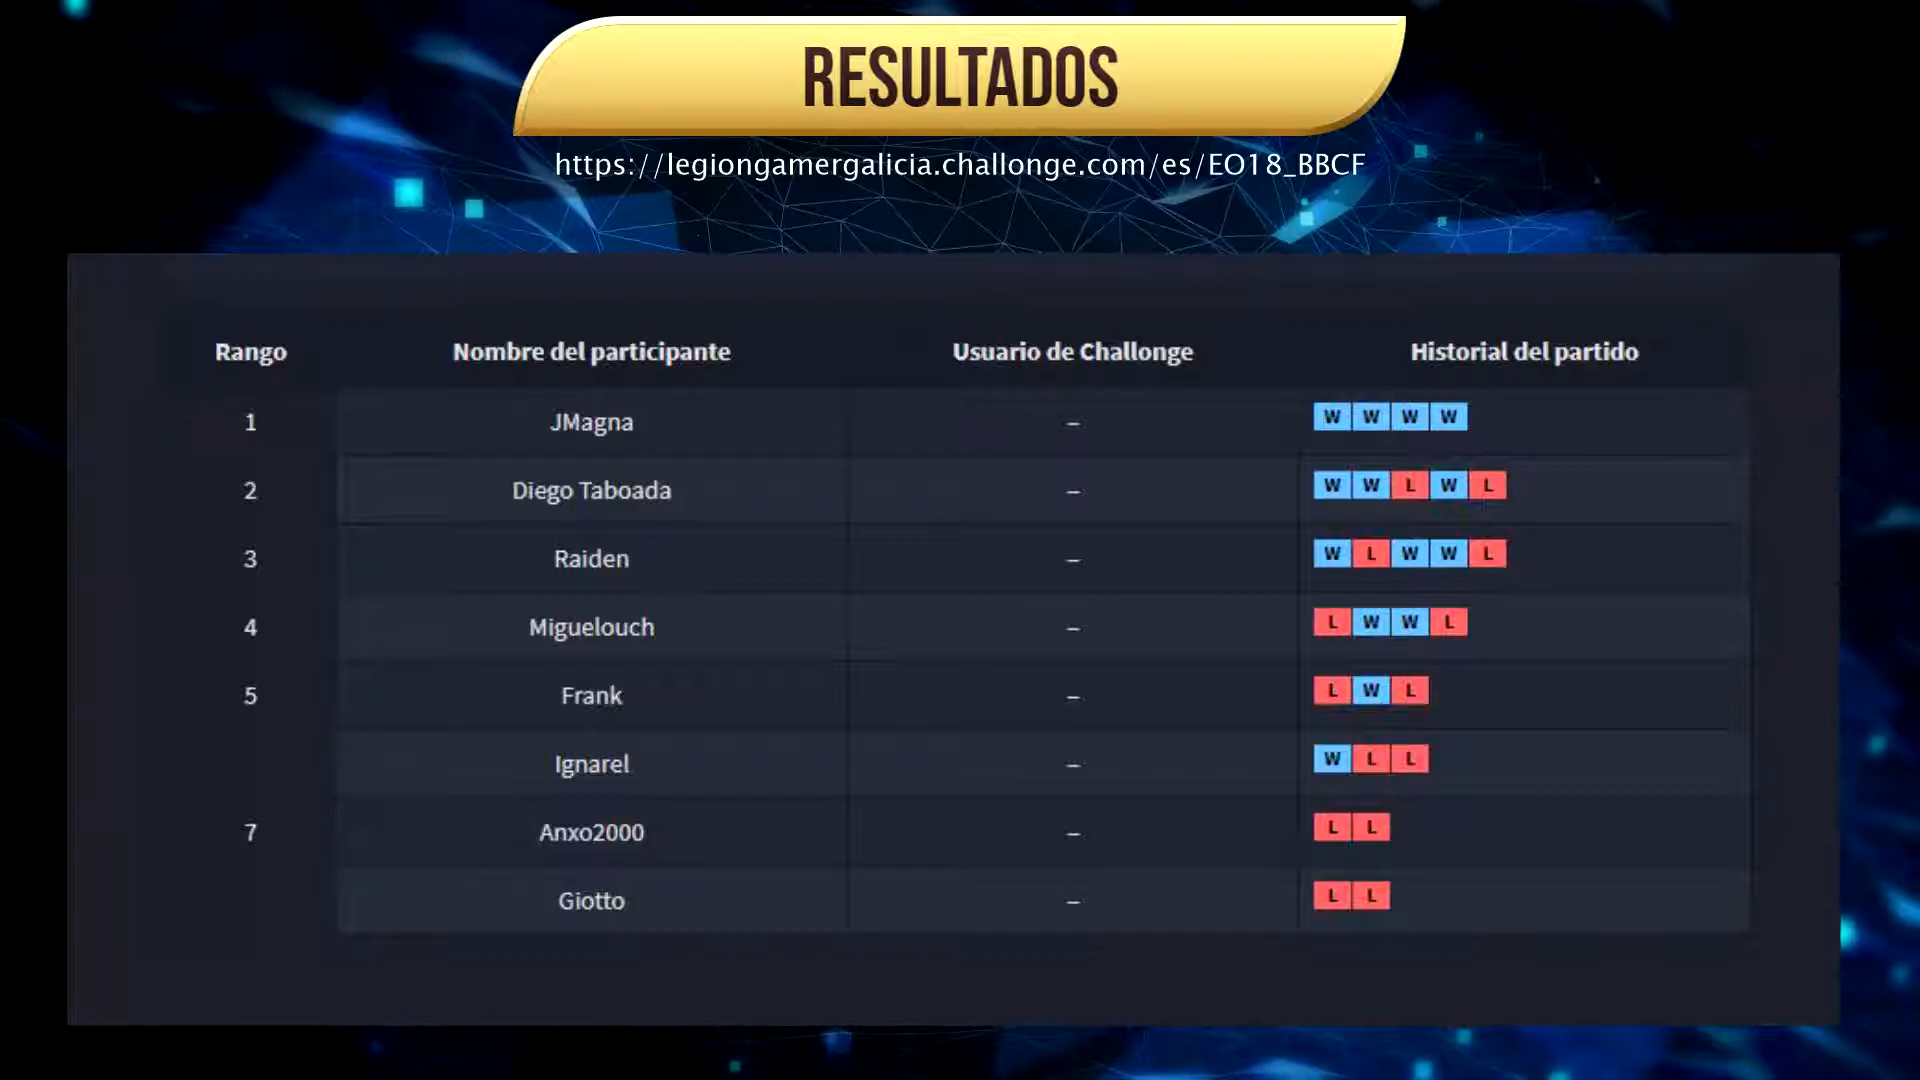 RESULTADOS
https://legiongamergalicia.challonge.com/es/EO18_BBCF
Rango Nombre del participante Usuario de Challonge Historial del partido
1 JMagna – W W W W
2 Diego Taboada – W W L W L
3 Raiden – W L W W L
4 Miguelouch – L W W L
5 Frank – L W L
Ignarel – W L L
7 Anxo2000 – L L
Giotto – L L